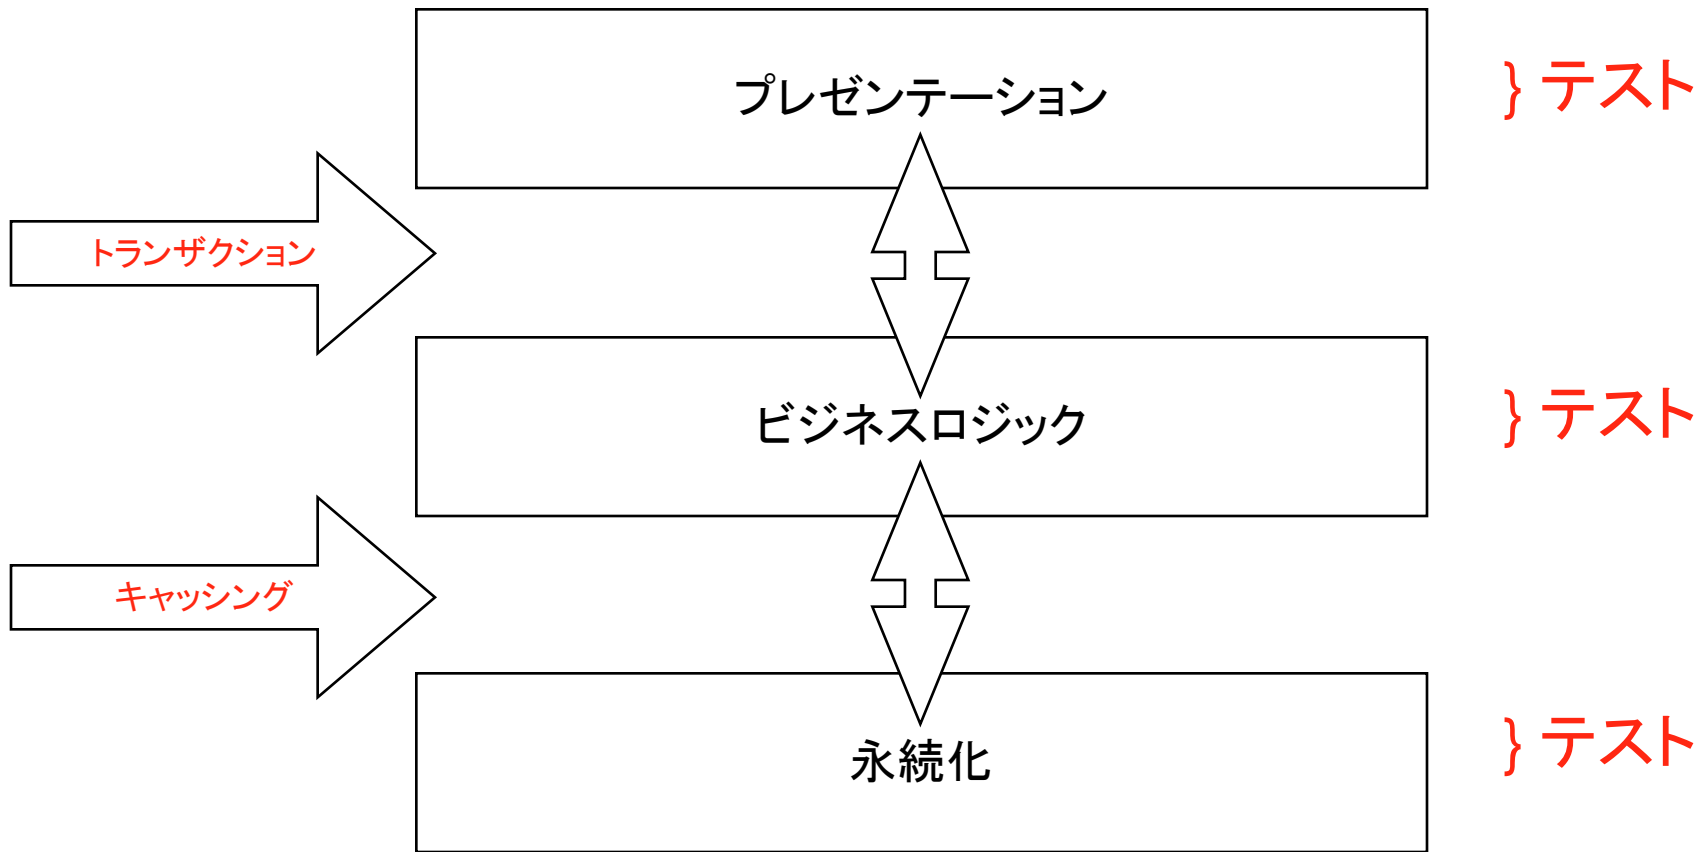 プレゼンテーション
} テスト
トランザクション
ビジネスロジック
} テスト
キャッシング
永続化
} テスト